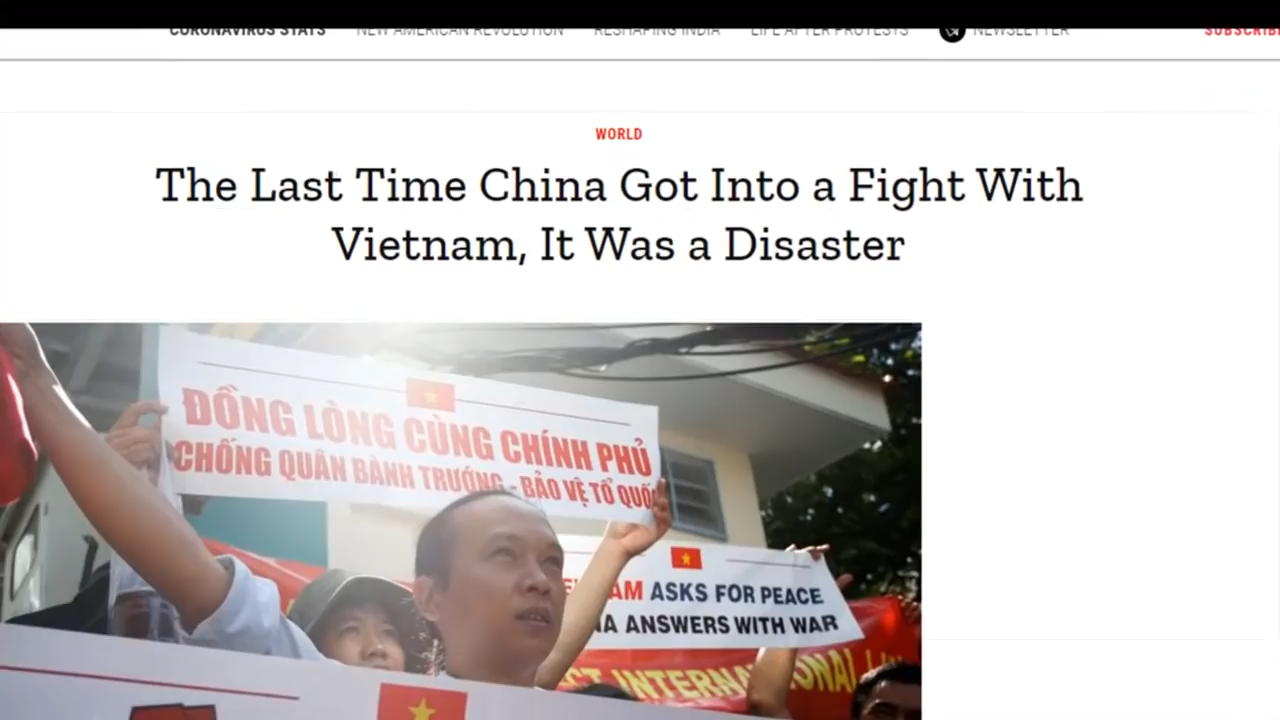 CORONAVIRUS STATS NEW AMERICAN REVOLUTION RESHAPING INDIA LIFE AFTER PROTESTS NEWSLETTER
WORLD
The Last Time China Got Into a Fight With
Vietnam, It Was a Disaster
ĐỒNG LÒNG CÙNG CHÍNH PHỦ
CHỐNG QUÂN BÀNH TRƯỚNG - BẢO VỆ TỔ
ASKS FOR PEACE
ANSWERS WITH WAR